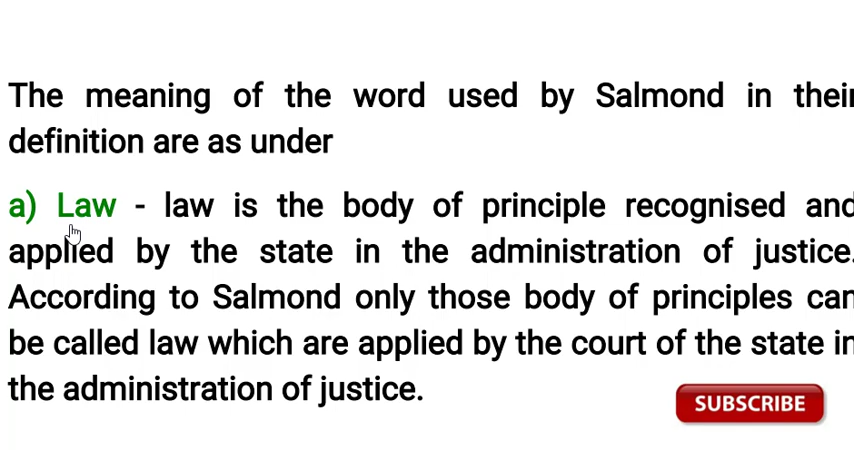 The meaning of the word used by Salmond in their
definition are as under
a) Law - law is the body of principle recognised and
applied by the state in the administration of justice.
According to Salmond only those body of principles can
be called law which are applied by the court of the state in
the administration of justice.
SUBSCRIBE